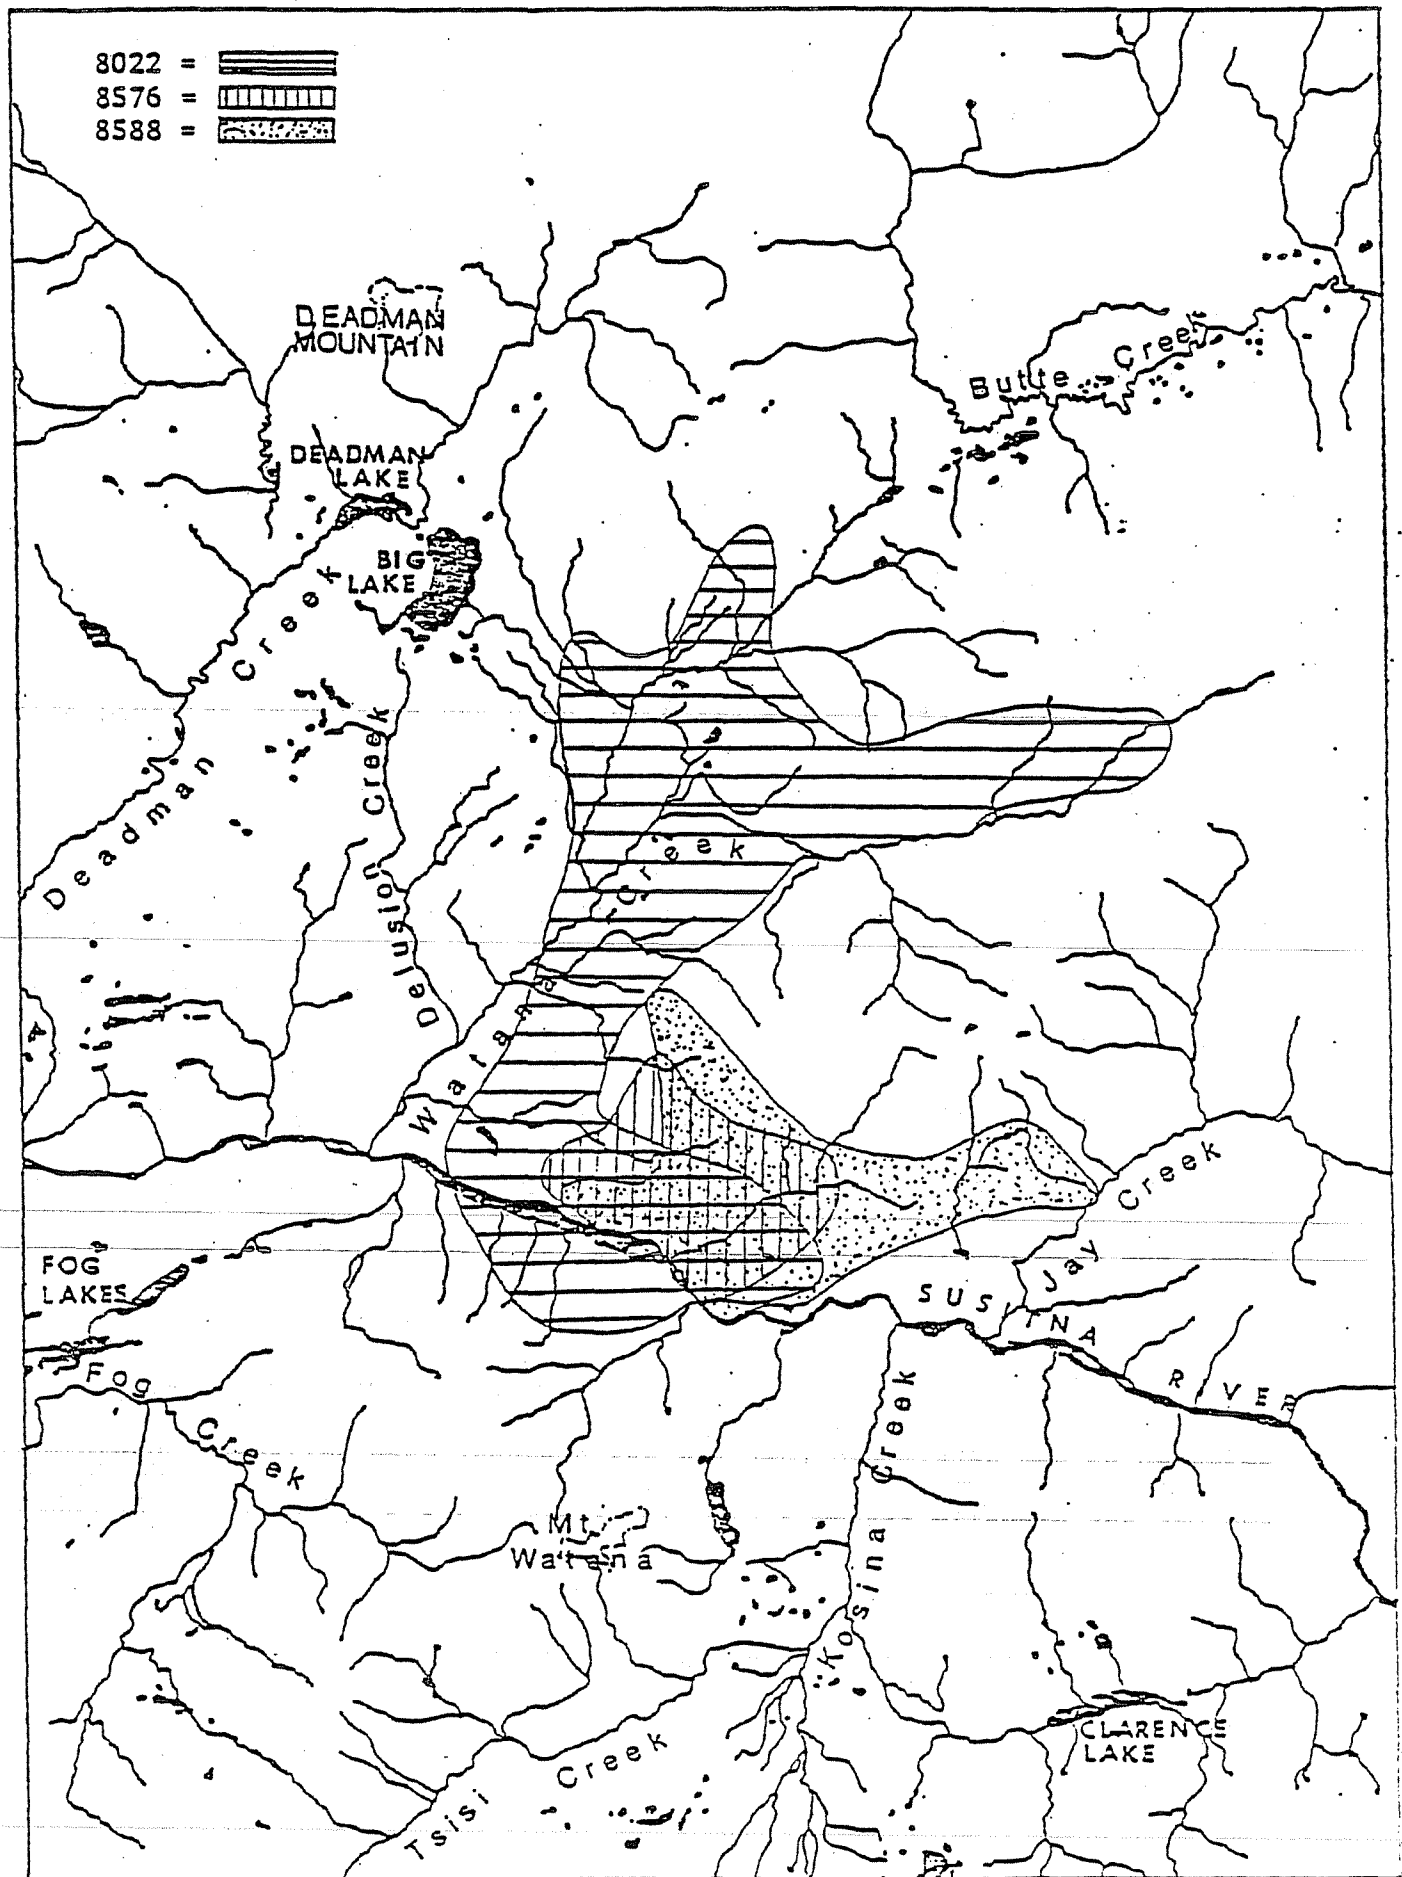 8022 =
8576 =
8588 =
DEADMAN
MOUNTAIN
Butte Creek
DEADMAN
LAKE
BIG
LAKE
Deadman Creek
Delusion Creek
Watana Creek
Jay Creek
FOG
LAKES
SUSITNA RIVER
Fog Creek
Kosina Creek
Mt
Watana
CLARENCE
LAKE
Tsisi Creek